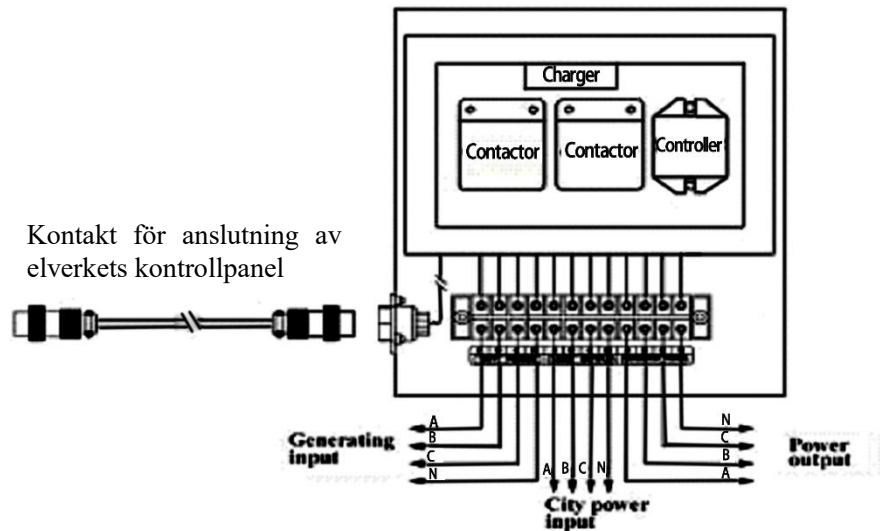 Charger
Contactor
Contactor
Controller
Kontakt för anslutning av
elverkets kontrollpanel
A
B
C
N
Generating
input
A B C N
City power
input
N
C
B
A
Power
output